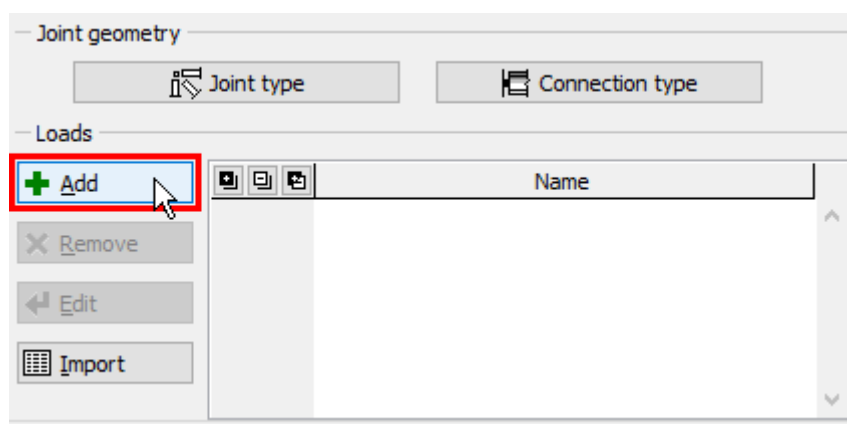 Joint geometry
Joint type
Connection type
Loads
Add
Name
Remove
Edit
Import